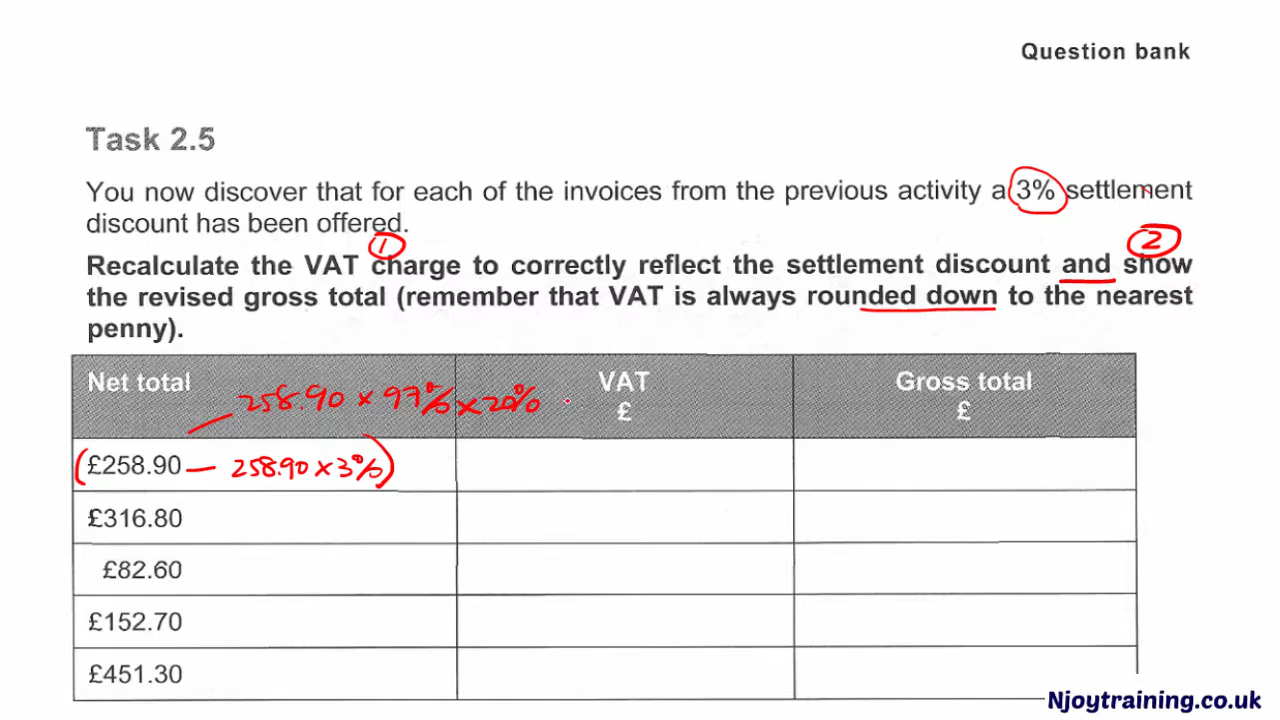 Question bank
Task 2.5
You now discover that for each of the invoices from the previous activity a 3% settlement
discount has been offered.
1
2
Recalculate the VAT charge to correctly reflect the settlement discount and show
the revised gross total (remember that VAT is always rounded down to the nearest
penny).
Net total
VAT
£
Gross total
£
258.90 × 97% × 20%
(£258.90 — 258.90 × 3%)
£316.80
£82.60
£152.70
£451.30
Njoytraining.co.uk